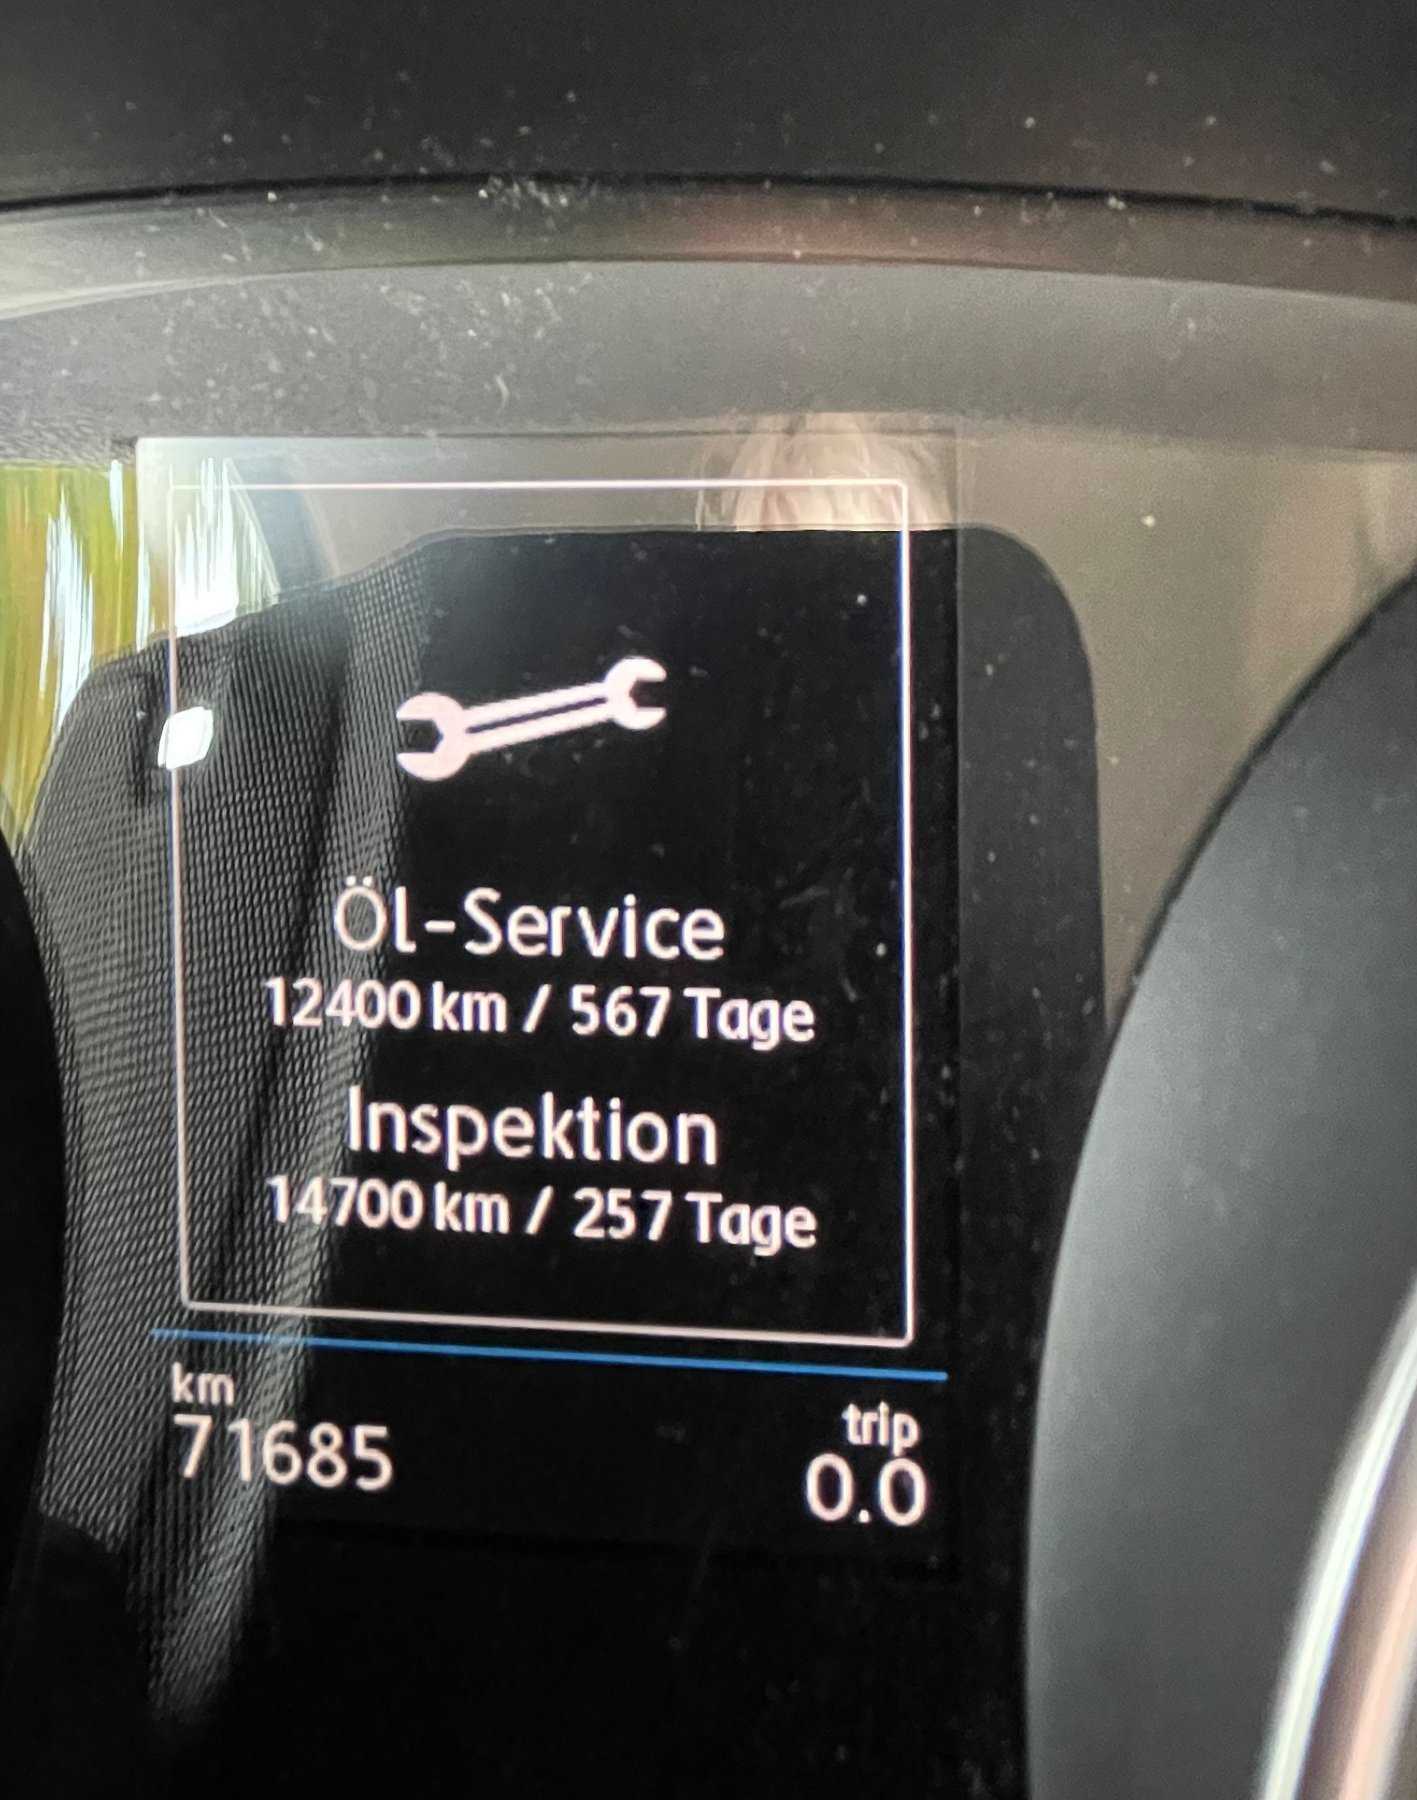 Öl-Service
12400 km / 567 Tage
Inspektion
14700 km / 257 Tage
km
trip
71685
0.0